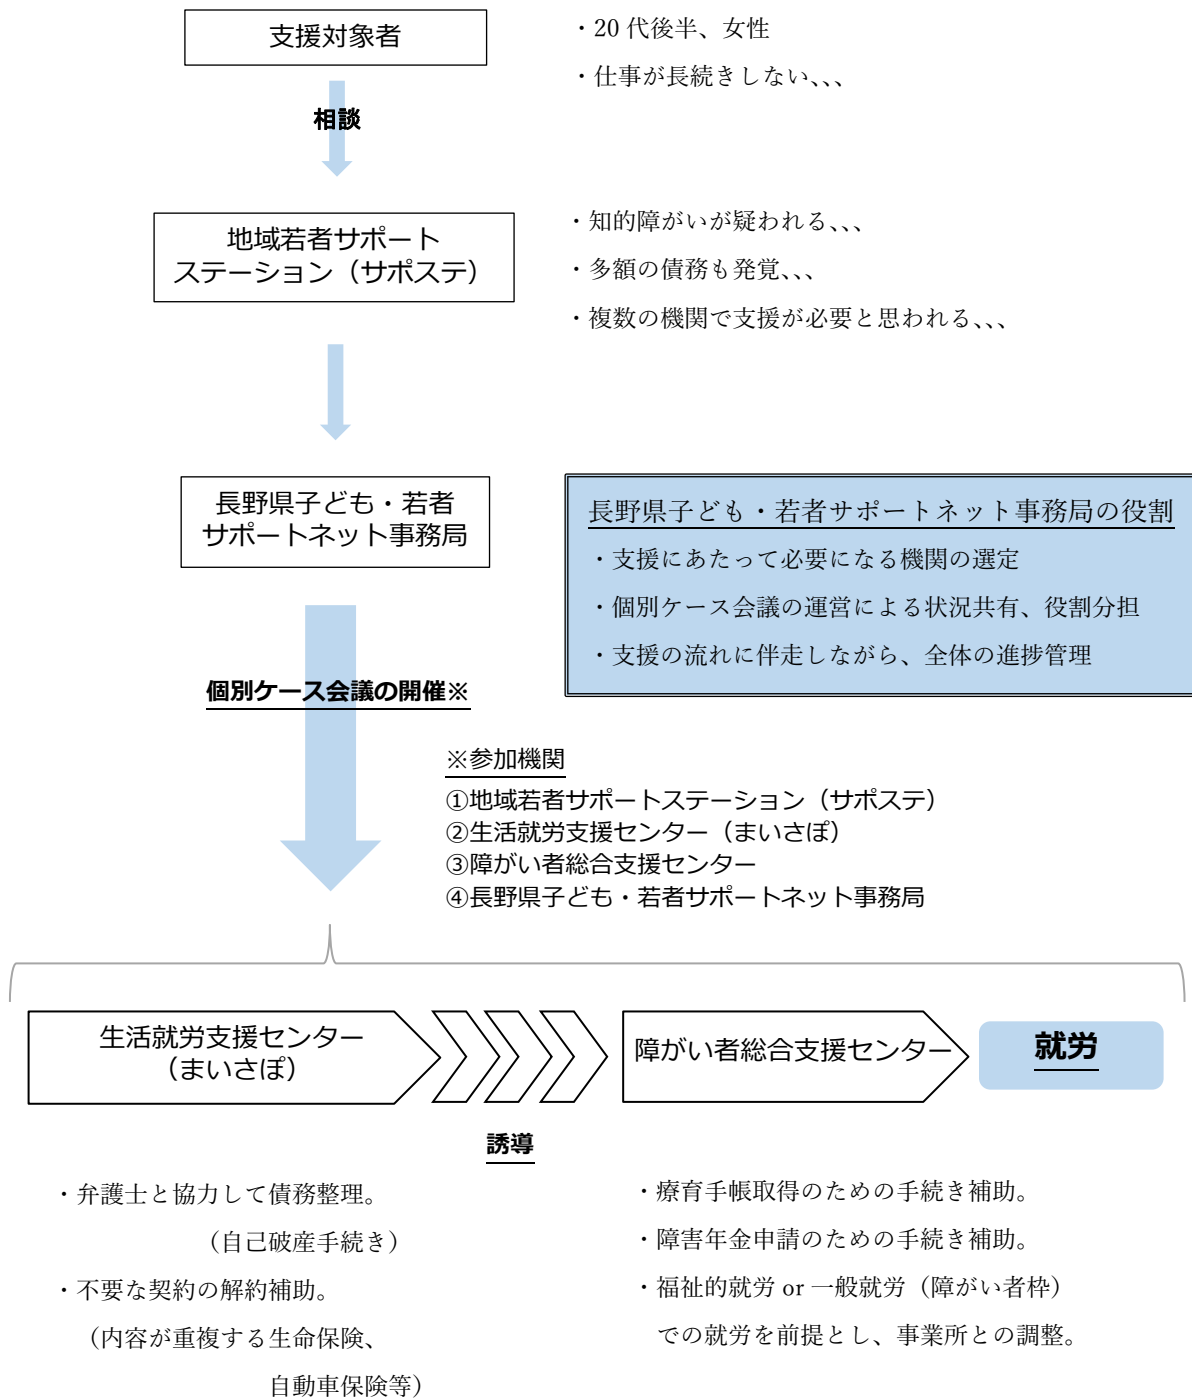 支援対象者
・20 代後半、女性
・仕事が長続きしない、、、
相談
地域若者サポート
ステーション（サポステ）
・知的障がいが疑われる、、、
・多額の債務も発覚、、、
・複数の機関で支援が必要と思われる、、、
長野県子ども・若者
サポートネット事務局
長野県子ども・若者サポートネット事務局の役割
・支援にあたって必要になる機関の選定
・個別ケース会議の運営による状況共有、役割分担
・支援の流れに伴走しながら、全体の進捗管理
個別ケース会議の開催※
※参加機関
①地域若者サポートステーション（サポステ）
②生活就労支援センター（まいさぽ）
③障がい者総合支援センター
④長野県子ども・若者サポートネット事務局
生活就労支援センター
（まいさぽ）
誘導
障がい者総合支援センター
就労
・弁護士と協力して債務整理。
（自己破産手続き）
・不要な契約の解約補助。
（内容が重複する生命保険、
自動車保険等）
・療育手帳取得のための手続き補助。
・障害年金申請のための手続き補助。
・福祉的就労 or 一般就労（障がい者枠）
での就労を前提とし、事業所との調整。